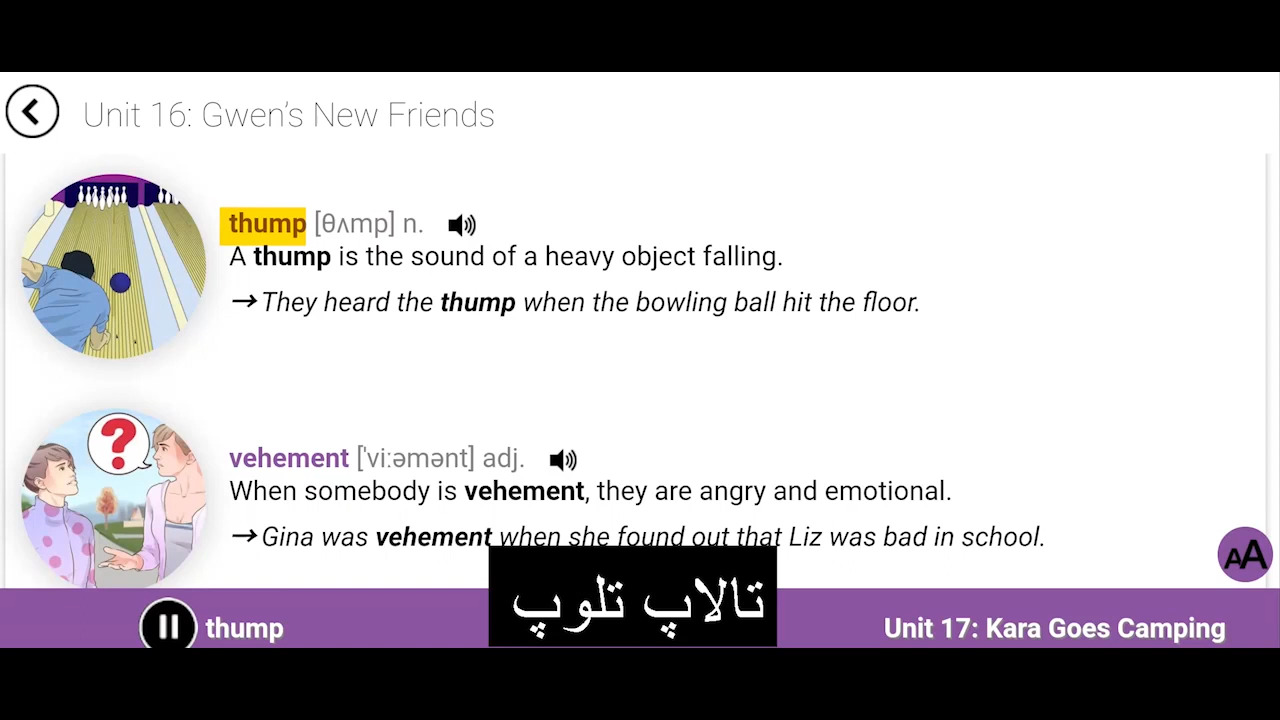 Unit 16: Gwen's New Friends
thump [θʌmp] n.
A thump is the sound of a heavy object falling.
→ They heard the thump when the bowling ball hit the floor.
?
vehement [ˈviːəmənt] adj.
When somebody is vehement, they are angry and emotional.
→ Gina was vehement when she found out that Liz was bad in school.
AA
تالاپ تلوپ
thump
Unit 17: Kara Goes Camping